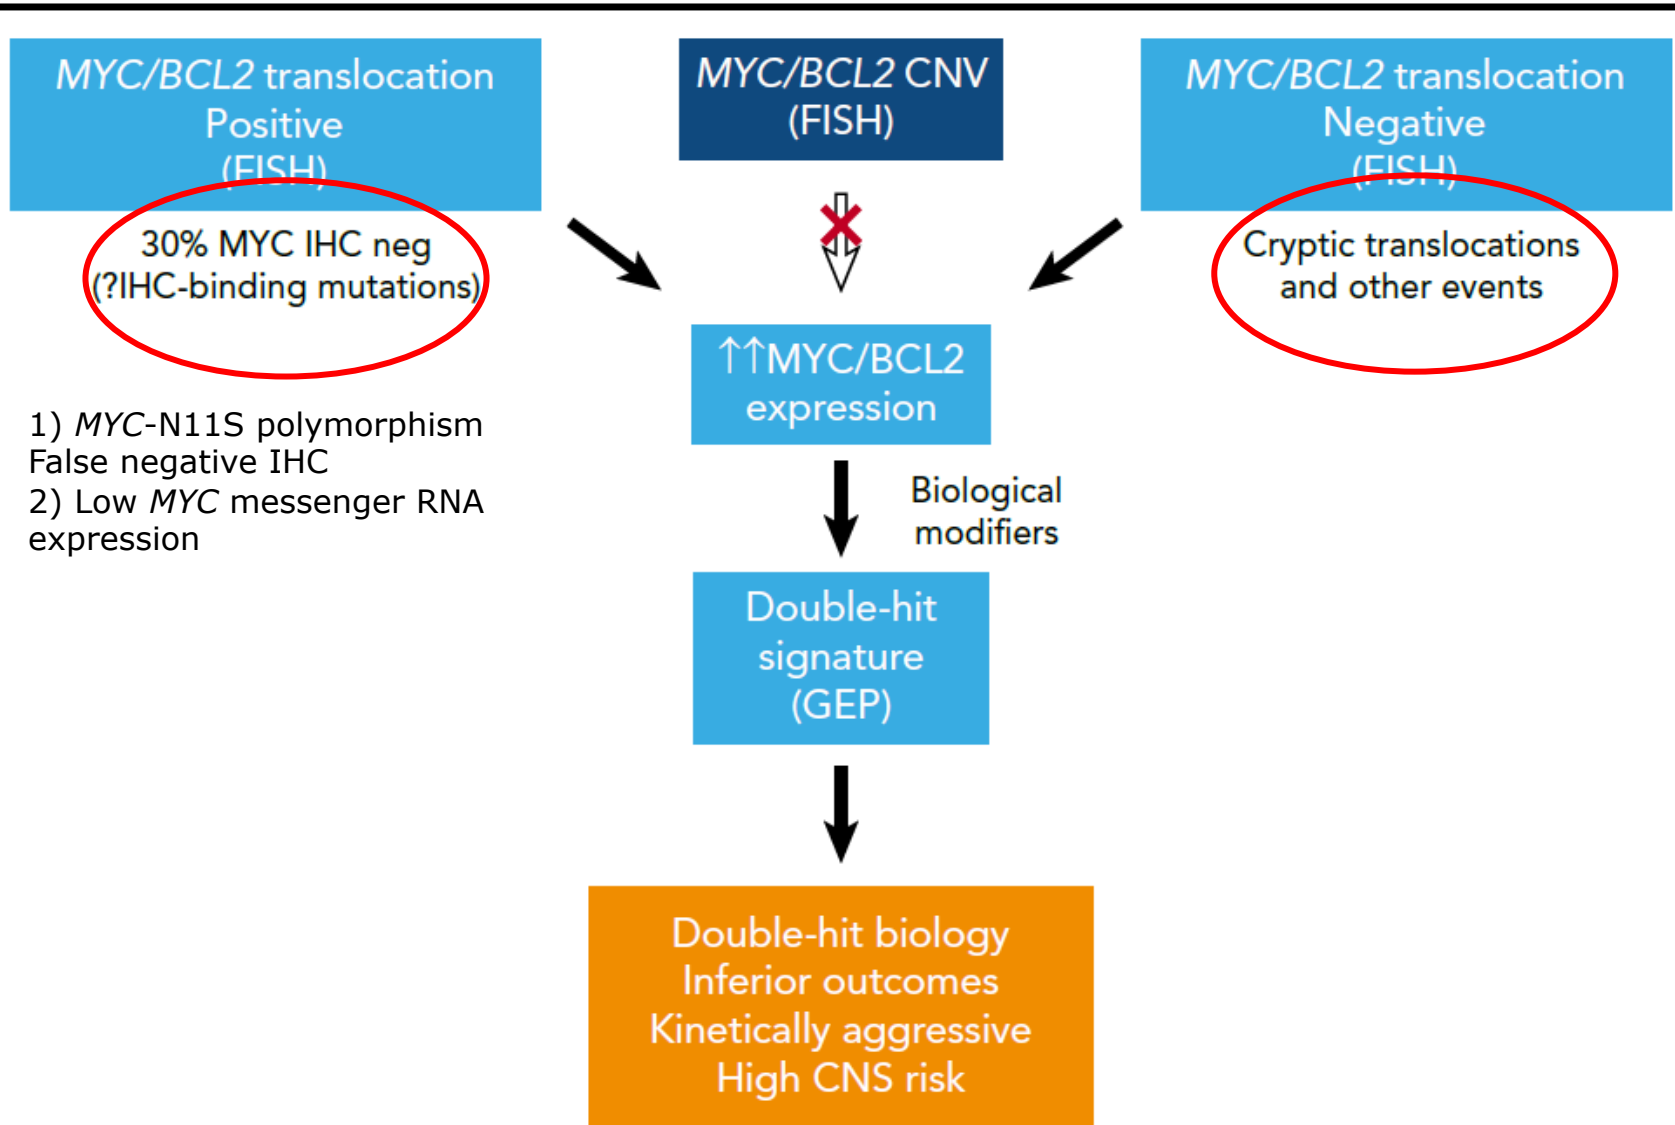 MYC/BCL2 translocation
Positive
(FISH)
MYC/BCL2 CNV
(FISH)
MYC/BCL2 translocation
Negative
(FISH)
30% MYC IHC neg
(?IHC-binding mutations)
Cryptic translocations
and other events
↑↑MYC/BCL2
expression
1) MYC-N11S polymorphism
False negative IHC
2) Low MYC messenger RNA
expression
Biological
modifiers
Double-hit
signature
(GEP)
Double-hit biology
Inferior outcomes
Kinetically aggressive
High CNS risk